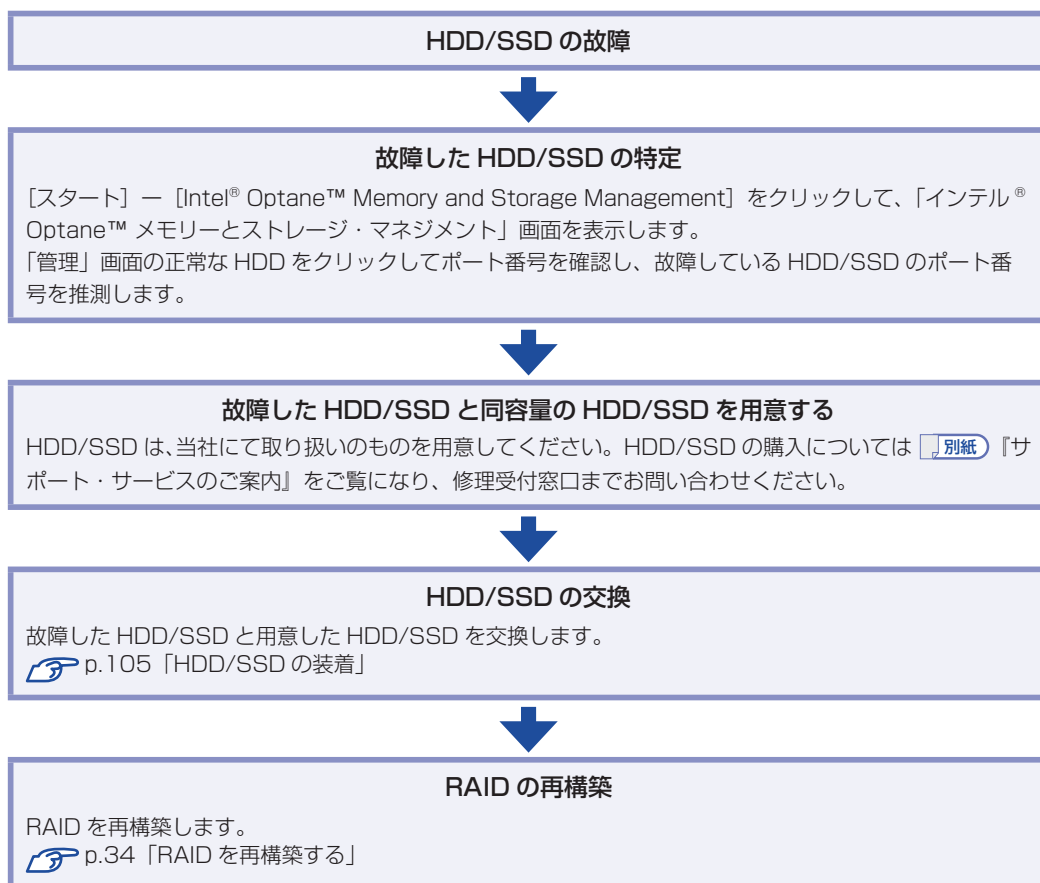 HDD/SSD の故障
故障した HDD/SSD の特定
［スタート］ー［Intel® Optane™ Memory and Storage Management］をクリックして、「インテル®
Optane™ メモリーとストレージ・マネジメント」画面を表示します。
「管理」画面の正常な HDD をクリックしてポート番号を確認し、故障している HDD/SSD のポート番
号を推測します。
故障した HDD/SSD と同容量の HDD/SSD を用意する
HDD/SSD は、当社にて取り扱いのものを用意してください。HDD/SSD の購入については 別紙 『サ
ポート・サービスのご案内』をご覧になり、修理受付窓口までお問い合わせください。
HDD/SSD の交換
故障した HDD/SSD と用意した HDD/SSD を交換します。
p.105「HDD/SSD の装着」
RAID の再構築
RAID を再構築します。
p.34「RAID を再構築する」